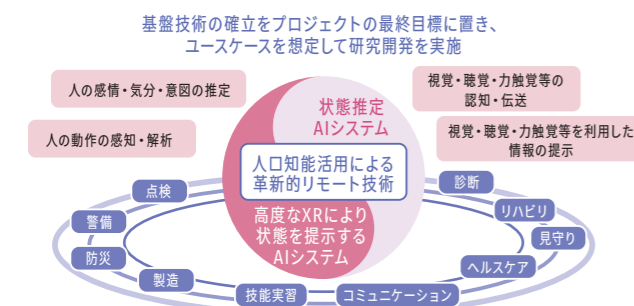 基盤技術の確立をプロジェクトの最終目標に置き、
ユースケースを想定して研究開発を実施
人の感情・気分・意図の推定
人の動作の感知・解析
視覚・聴覚・力触覚等の
認知・伝送
視覚・聴覚・力触覚等を利用した
情報の提示
状態推定
AIシステム
人口知能活用による
革新的リモート技術
高度なXRにより
状態を提示する
AIシステム
点検
警備
防災
製造
技能実習
コミュニケーション
ヘルスケア
見守り
リハビリ
診断